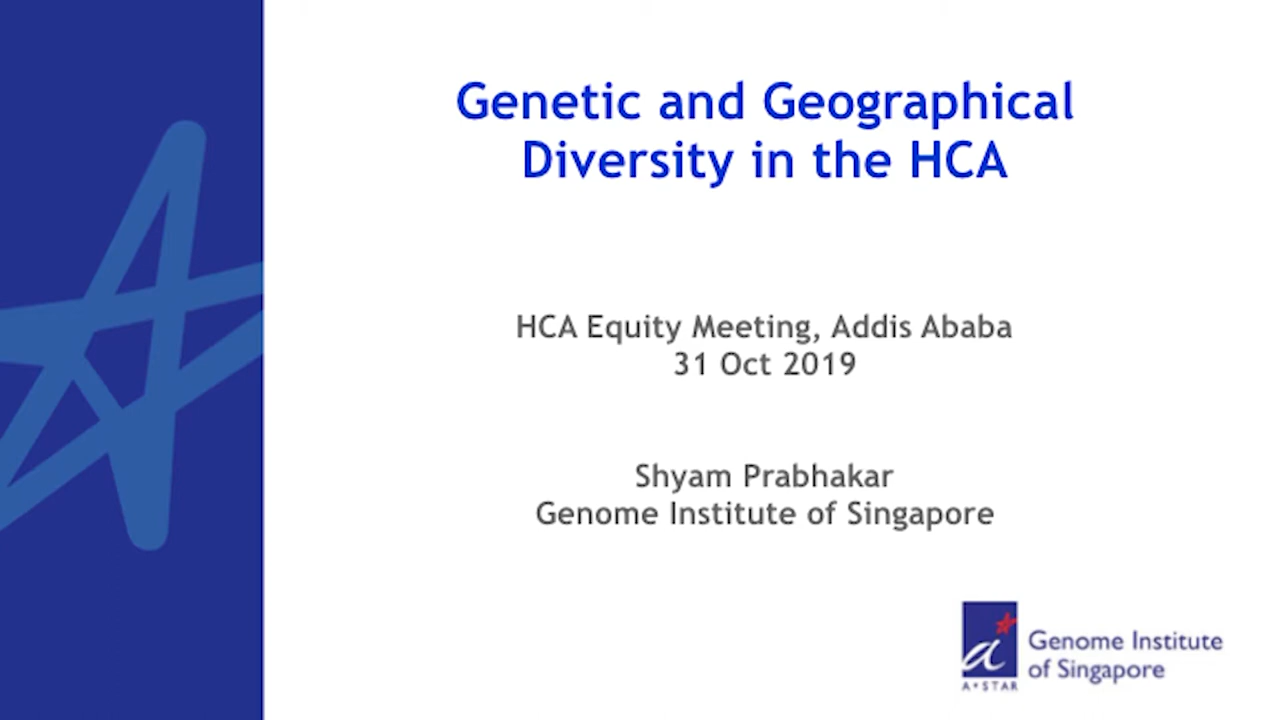 Genetic and Geographical
Diversity in the HCA
HCA Equity Meeting, Addis Ababa
31 Oct 2019
Shyam Prabhakar
Genome Institute of Singapore
a
A*STAR
Genome Institute
of Singapore